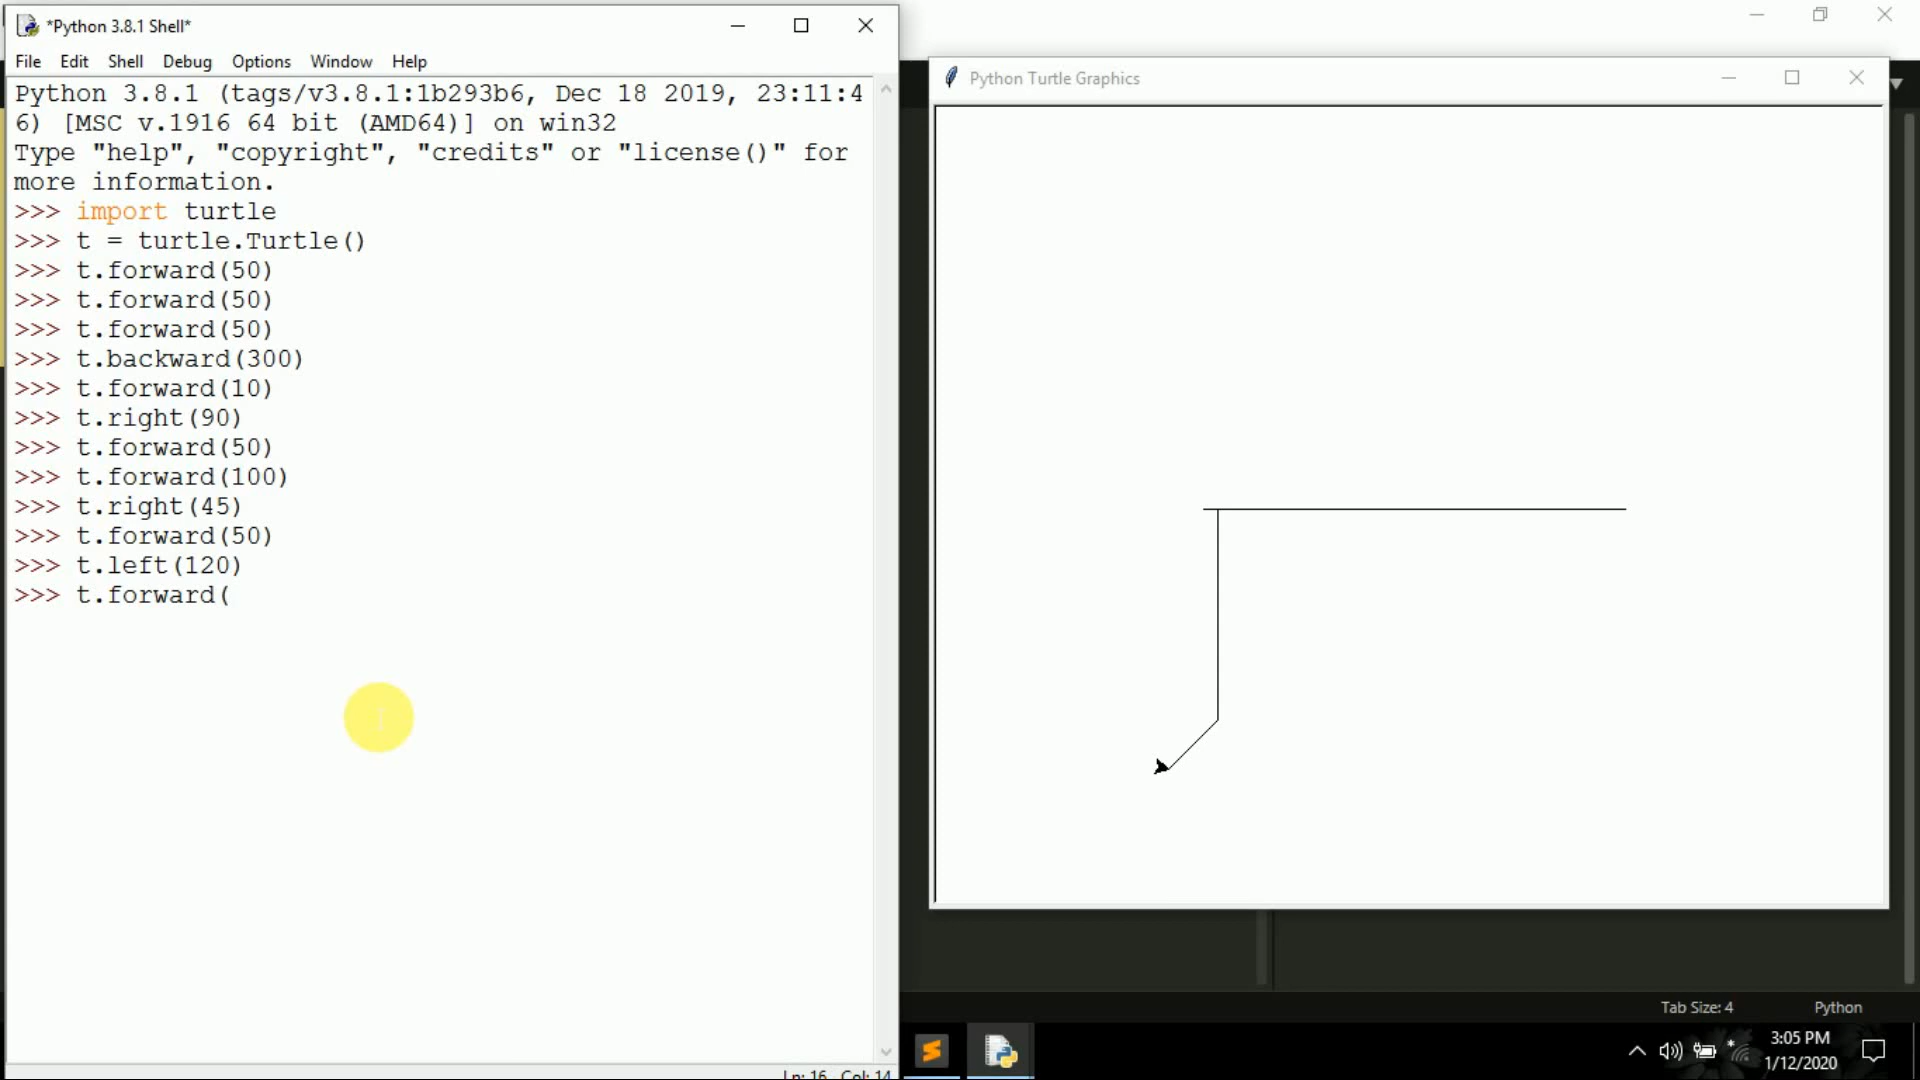 *Python 3.8.1 Shell*
File Edit Shell Debug Options Window Help
Python 3.8.1 (tags/v3.8.1:1b293b6, Dec 18 2019, 23:11:4
6) [MSC v.1916 64 bit (AMD64)] on win32
Type "help", "copyright", "credits" or "license()" for
more information.
>>> import turtle
>>> t = turtle.Turtle()
>>> t.forward(50)
>>> t.forward(50)
>>> t.forward(50)
>>> t.backward(300)
>>> t.forward(10)
>>> t.right(90)
>>> t.forward(50)
>>> t.forward(100)
>>> t.right(45)
>>> t.forward(50)
>>> t.left(120)
>>> t.forward(
Ln: 16 Col: 14
Python Turtle Graphics
Tab Size: 4 Python
3:05 PM
1/12/2020